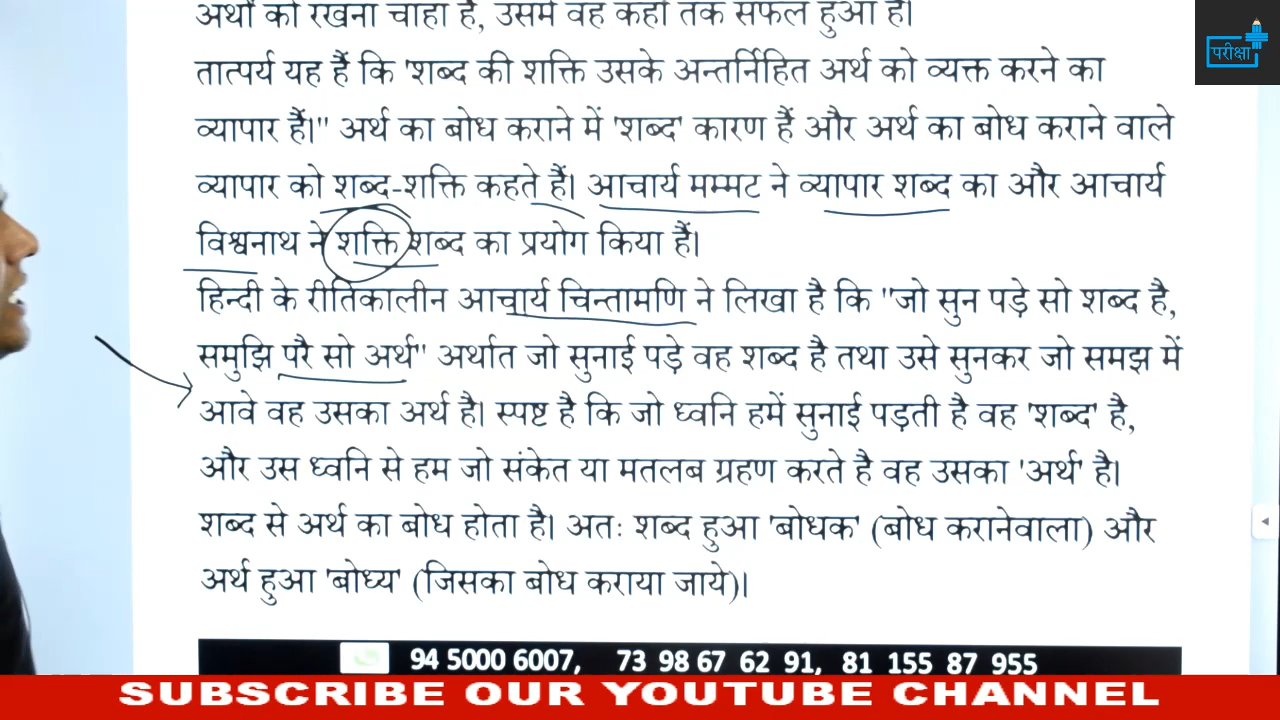 अर्थों को रखना चाहा है, उसमें वह कहाँ तक सफल हुआ है।
परीक्षा
तात्पर्य यह हैं कि 'शब्द की शक्ति उसके अन्तर्निहित अर्थ को व्यक्त करने का
व्यापार हैं।" अर्थ का बोध कराने में 'शब्द' कारण हैं और अर्थ का बोध कराने वाले
व्यापार को शब्द-शक्ति कहते हैं। आचार्य मम्मट ने व्यापार शब्द का और आचार्य
विश्वनाथ ने शक्ति शब्द का प्रयोग किया हैं।
हिन्दी के रीतिकालीन आचार्य चिन्तामणि ने लिखा है कि "जो सुन पड़े सो शब्द है,
समुझि परै सो अर्थ" अर्थात जो सुनाई पड़े वह शब्द है तथा उसे सुनकर जो समझ में
आवे वह उसका अर्थ है। स्पष्ट है कि जो ध्वनि हमें सुनाई पड़ती है वह 'शब्द' है,
और उस ध्वनि से हम जो संकेत या मतलब ग्रहण करते है वह उसका 'अर्थ' है।
शब्द से अर्थ का बोध होता है। अतः शब्द हुआ 'बोधक' (बोध करानेवाला) और
अर्थ हुआ 'बोध्य' (जिसका बोध कराया जाये)।
94 5000 6007, 73 98 67 62 91, 81 155 87 955
SUBSCRIBE OUR YOUTUBE CHANNEL